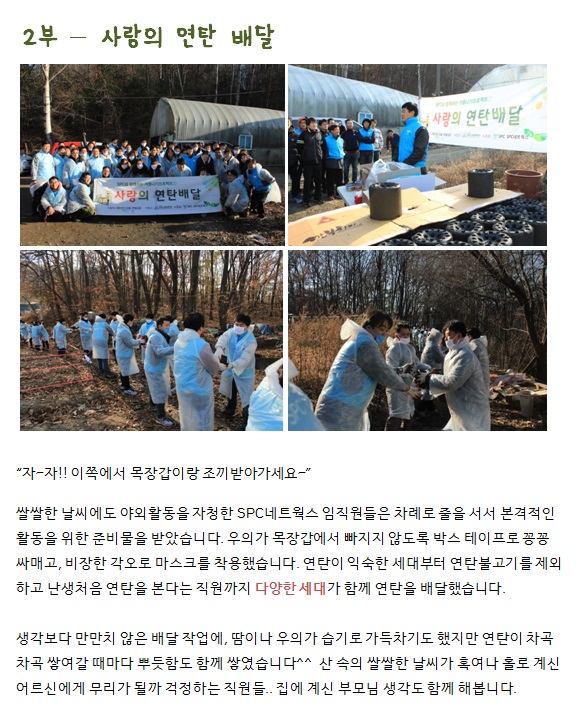 2부 – 사랑의 연탄 배달
사랑의 연탄배달
사랑의 연탄배달
"자~자!! 이쪽에서 목장갑이랑 조끼받아가세요~"
쌀쌀한 날씨에도 야외활동을 자청한 SPC네트웍스 임직원들은 차례로 줄을 서서 본격적인
활동을 위한 준비물을 받았습니다. 우의가 목장갑에서 빠지지 않도록 박스 테이프로 꽁꽁
싸매고, 비장한 각오로 마스크를 착용했습니다. 연탄이 익숙한 세대부터 연탄불고기를 제외
하고 난생처음 연탄을 본다는 직원까지 다양한 세대가 함께 연탄을 배달했습니다.
생각보다 만만치 않은 배달 작업에, 땀이나 우의가 습기로 가득차기도 했지만 연탄이 차곡
차곡 쌓여갈 때마다 뿌듯함도 함께 쌓였습니다^^ 산 속의 쌀쌀한 날씨가 혹여나 홀로 계신
어르신에게 무리가 될까 걱정하는 직원들.. 집에 계신 부모님 생각도 함께 해봅니다.